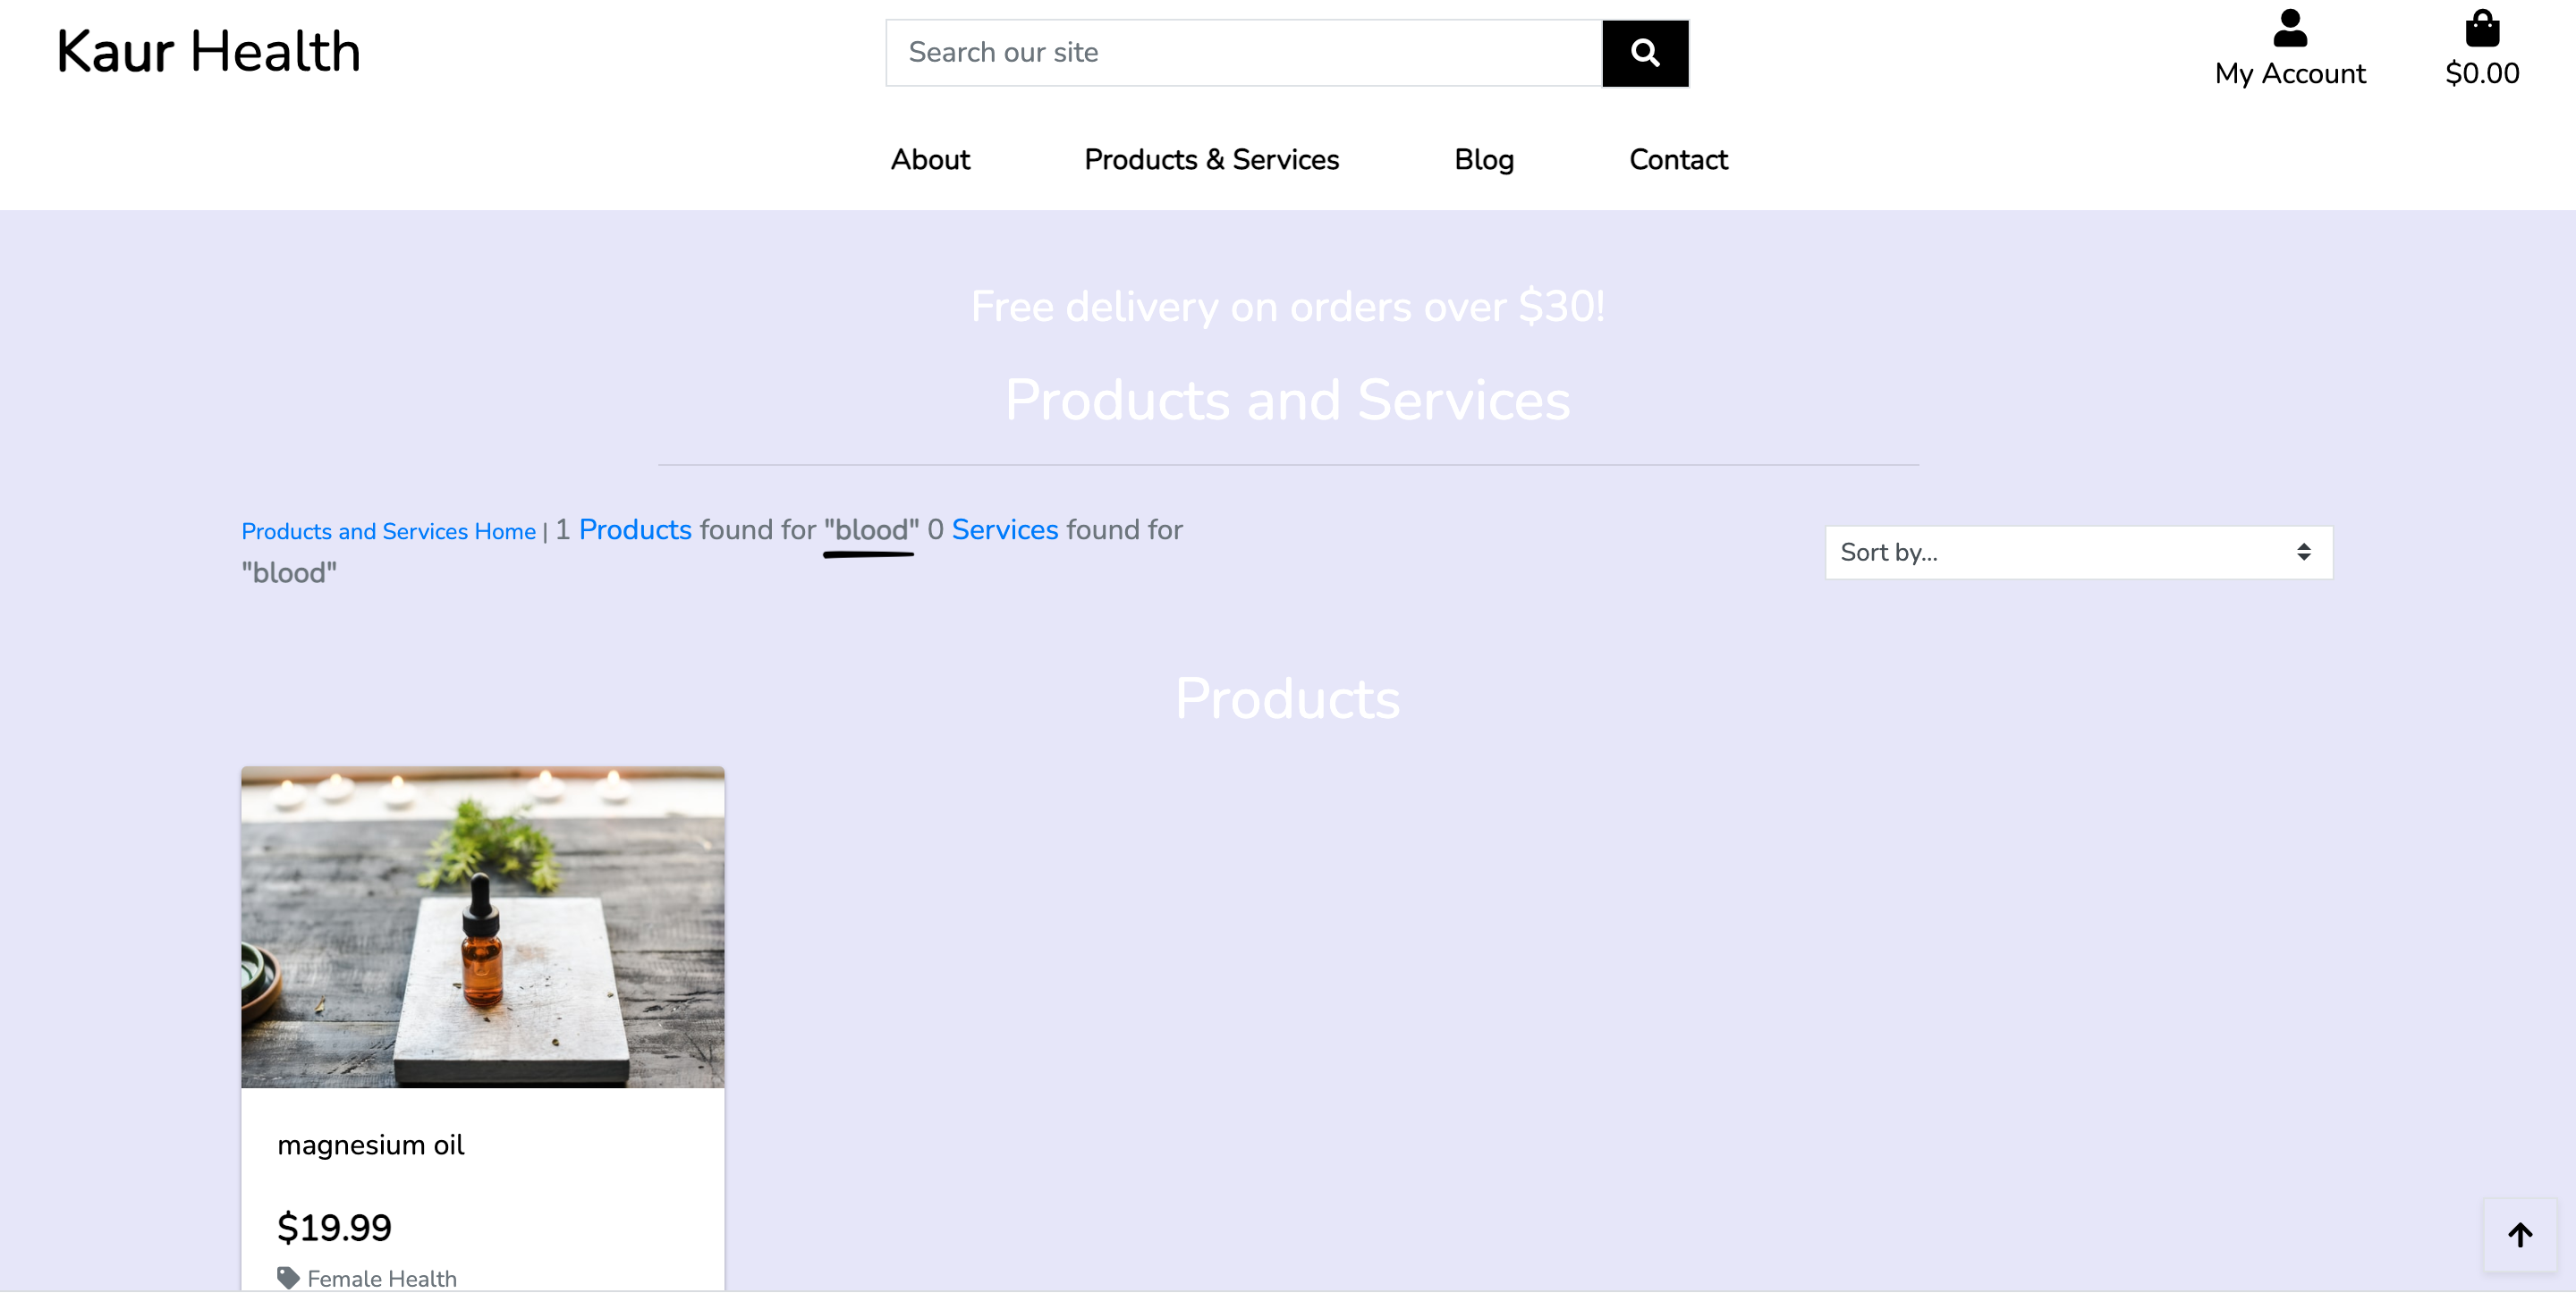 Kaur Health
Search our site
My Account
$0.00
About
Products & Services
Blog
Contact
Free delivery on orders over $30!
Products and Services
Products and Services Home | 1 Products found for "blood" 0 Services found for
"blood"
Sort by...
Products
magnesium oil
$19.99
Female Health